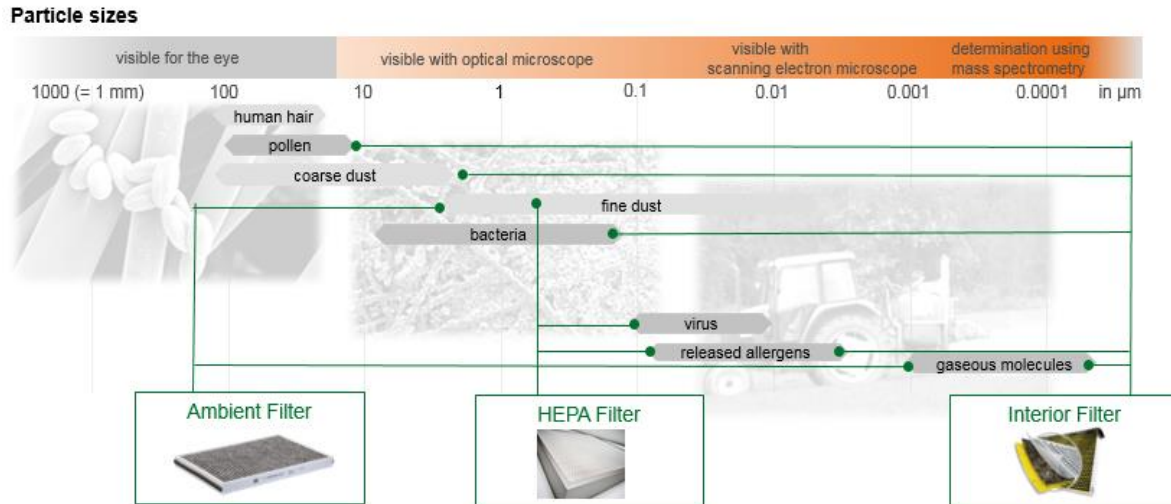 Particle sizes
visible for the eye
visible with optical microscope
visible with
scanning electron microscope
determination using
mass spectrometry
1000 (= 1 mm) 100 10 1 0.1 0.01 0.001 0.0001 in µm
human hair
pollen
coarse dust
fine dust
bacteria
virus
released allergens
gaseous molecules
Ambient Filter
HEPA Filter
Interior Filter